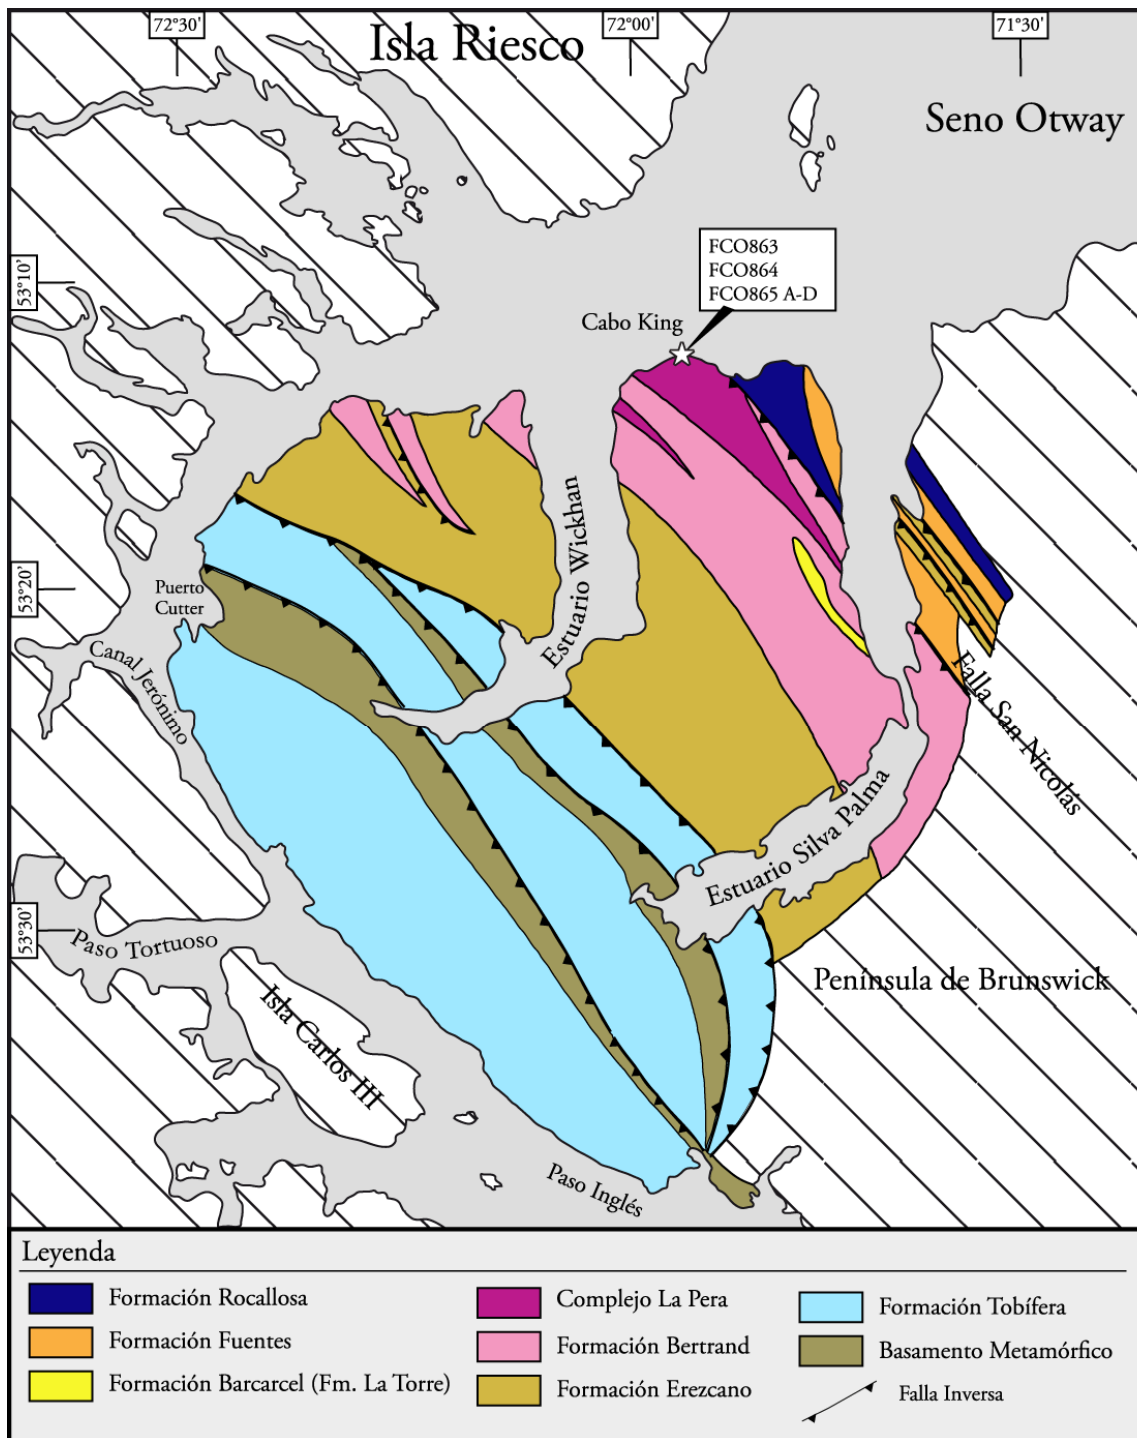 72°30'
72°00'
71°30'
Isla Riesco
Seno Otway
53°10'
FCO863
FCO864
FCO865 A-D
Cabo King
Estuario Wickhan
53°20'
Puerto
Cutter
Canal Jerónimo
Falla San Nicolás
Estuario Silva Palma
53°30'
Paso Tortuoso
Península de Brunswick
Isla Carlos III
Paso Inglés
Leyenda
Formación Rocallosa
Formación Fuentes
Formación Barcarcel (Fm. La Torre)
Complejo La Pera
Formación Bertrand
Formación Erezcano
Formación Tobífera
Basamento Metamórfico
Falla Inversa